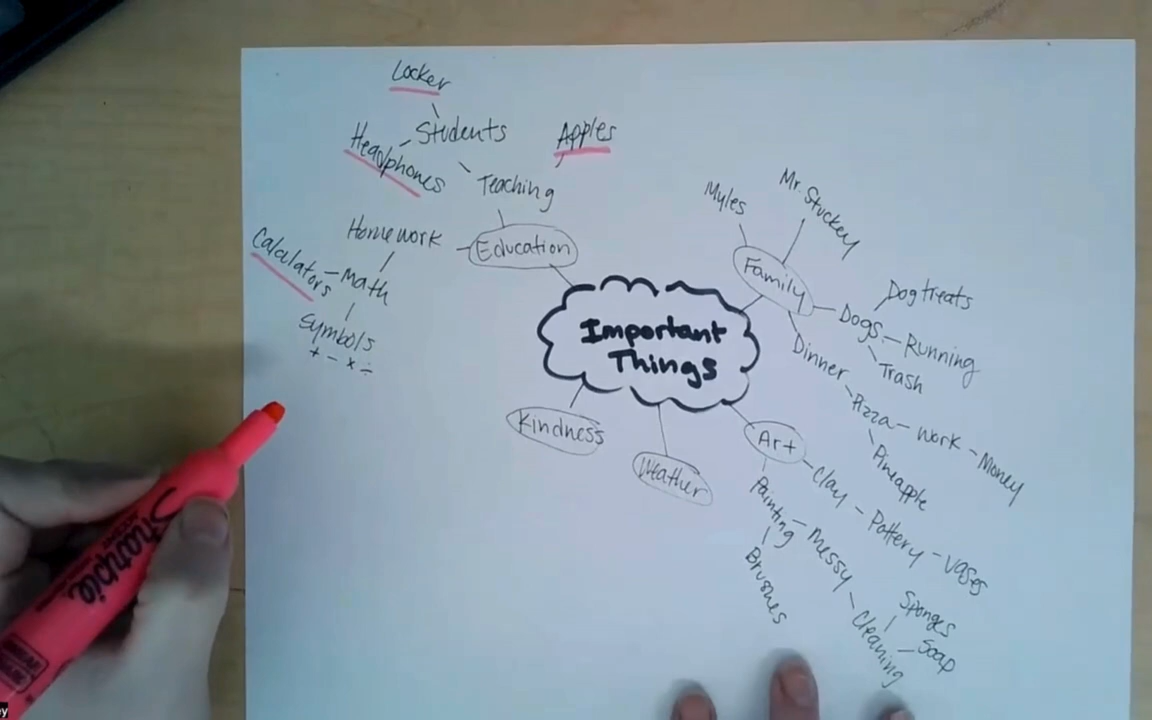 Locker
Students
Apples
Headphones
Teaching
Homework
Education
Calculators
Math
Symbols
+ - × ÷
Myles
Mr. Stuckey
Family
Dog treats
Dogs
Running
Trash
Dinner
Pizza
Work
Money
Pineapple
Important
Things
Kindness
Weather
Art
Clay
Pottery
Vases
Painting
Messy
Brushes
Cleaning
Sponges
Soap
Sharpie
ey